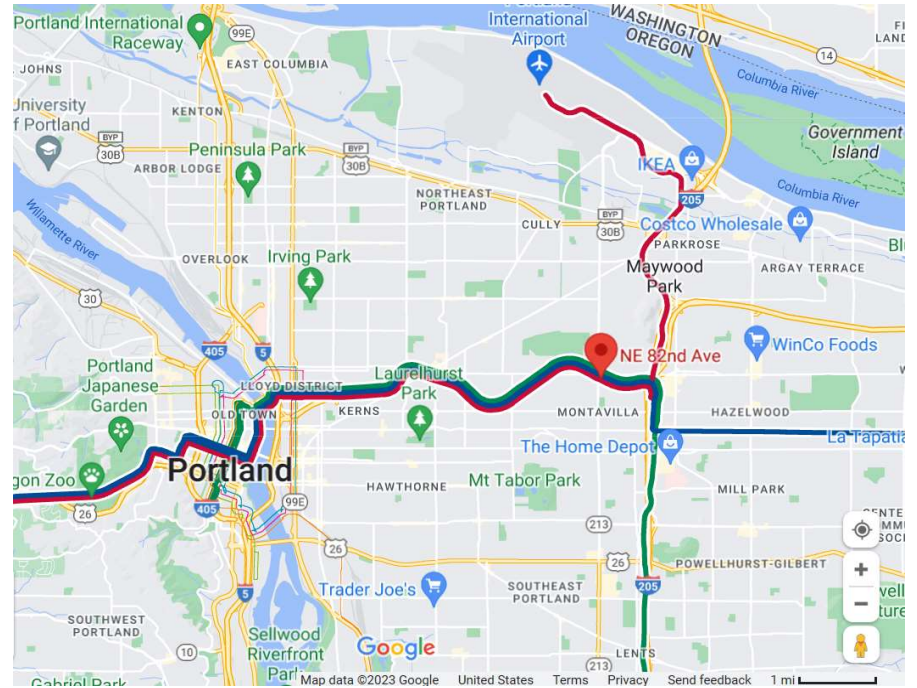 Portland International
Raceway
99E
EAST COLUMBIA
JOHNS
KENTON
University
of Portland
BYP
30B
BYP
30B
ARBOR LODGE
Peninsula Park
International
Airport
WASHINGTON
OREGON
14
LAND
Columbia River
Government
Island
IKEA
205
Columbia River
NORTHEAST
PORTLAND
CULLY
BYP
30B
Costco Wholesale
PARKROSE
Maywood
Park
ARGAY TERRACE
Willamette River
OVERLOOK
Irving Park
30
405
5
Portland
Japanese
Garden
LLOYD DISTRICT
OLD TOWN
KERNS
Laurelhurst
Park
NE 82nd Ave
WinCo Foods
MONTAVILLA
HAZELWOOD
The Home Depot
La Tapatia
gon Zoo
Portland
26
405
HAWTHORNE
Mt Tabor Park
MILL PARK
99E
213
26
26
5
Trader Joe's
SOUTHEAST
PORTLAND
205
POWELLHURST-GILBERT
SOUTHWEST
PORTLAND
10
Sellwood
Riverfront
Park
Google
213
LENTS
Gabriel Park
Map data ©2023 Google United States Terms Privacy Send feedback 1 mi